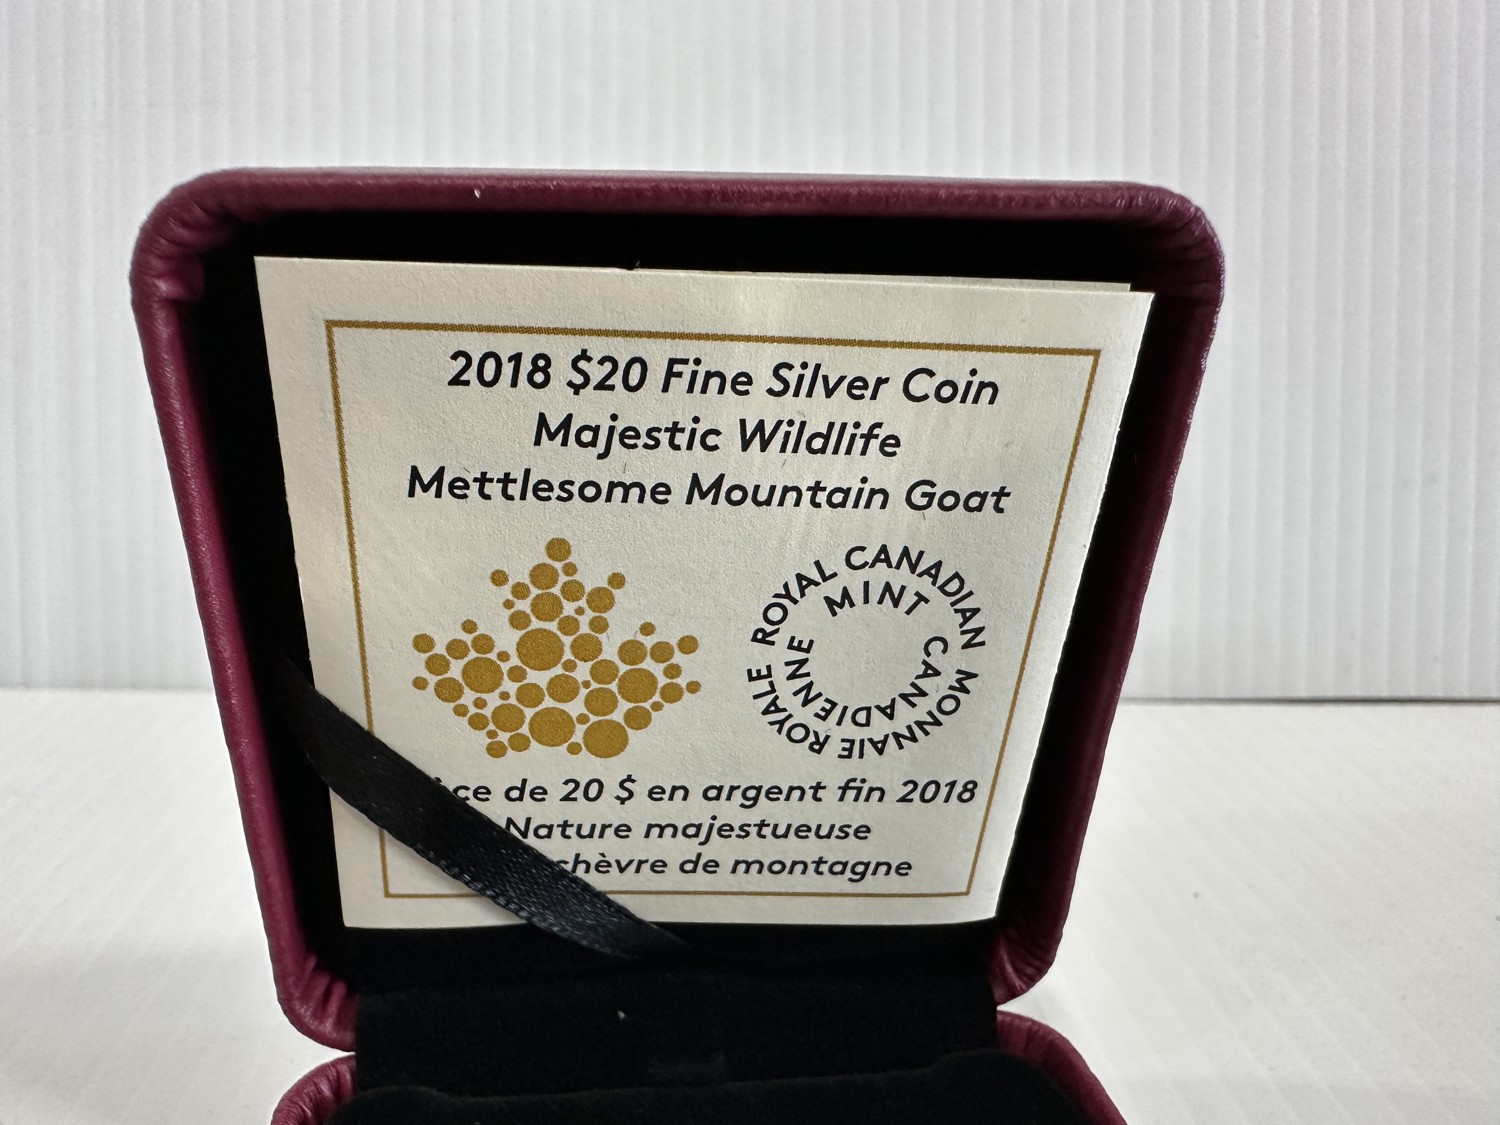 2018 $20 Fine Silver Coin
Majestic Wildlife
Mettlesome Mountain Goat
ROYAL CANADIAN
MINT
MONNAIE ROYALE
CANADIENNE
de 20 $ en argent fin 2018
Nature majestueuse
chèvre de montagne